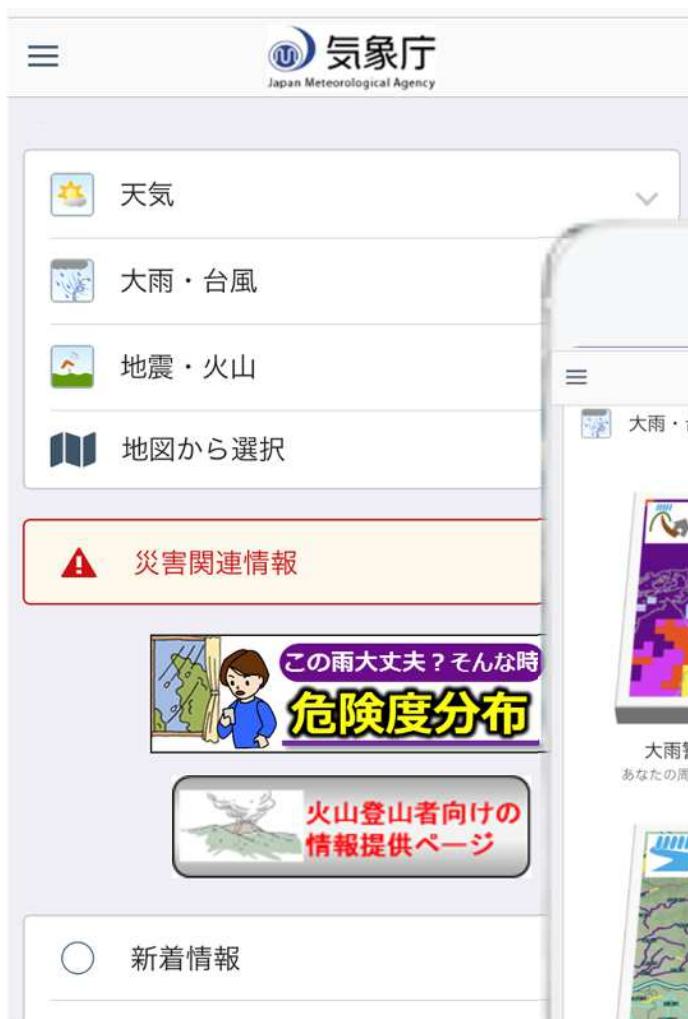 気象庁
Japan Meteorological Agency
天気
大雨・台風
地震・火山
地図から選択
災害関連情報
この雨大丈夫？そんな時
危険度分布
火山登山者向けの
情報提供ページ
新着情報
大雨・
大雨
あなたの周